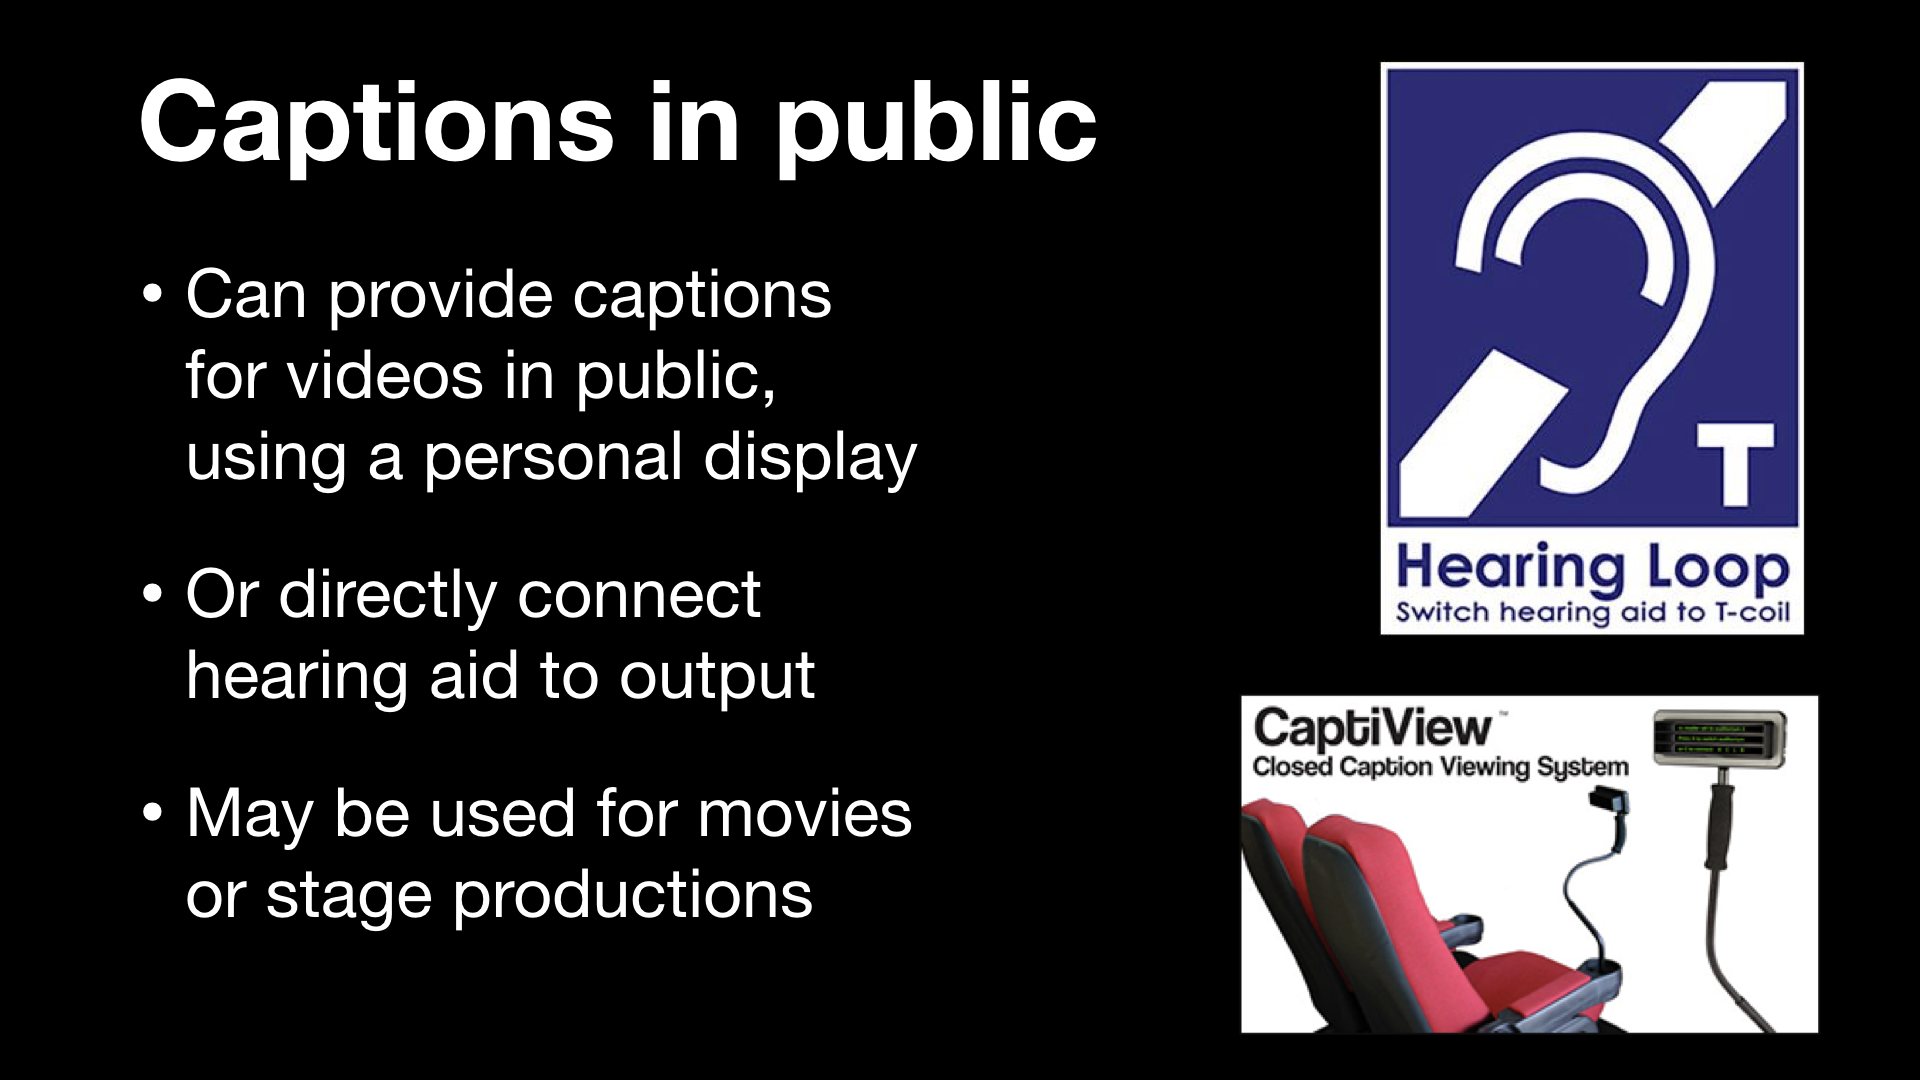 Captions in public
• Can provide captions
for videos in public,
using a personal display
• Or directly connect
hearing aid to output
• May be used for movies
or stage productions
T
Hearing Loop
Switch hearing aid to T-coil
CaptiView™
Closed Caption Viewing System